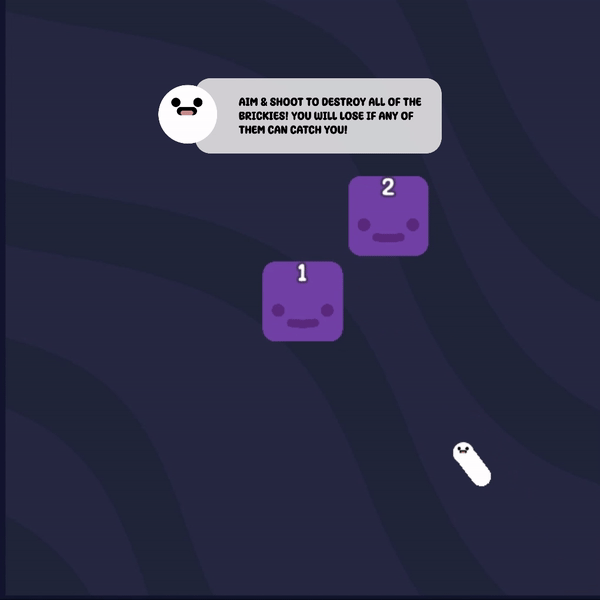 AIM & SHOOT TO DESTROY ALL OF THE
BRICKIES! YOU WILL LOSE IF ANY OF
THEM CAN CATCH YOU!
2
1